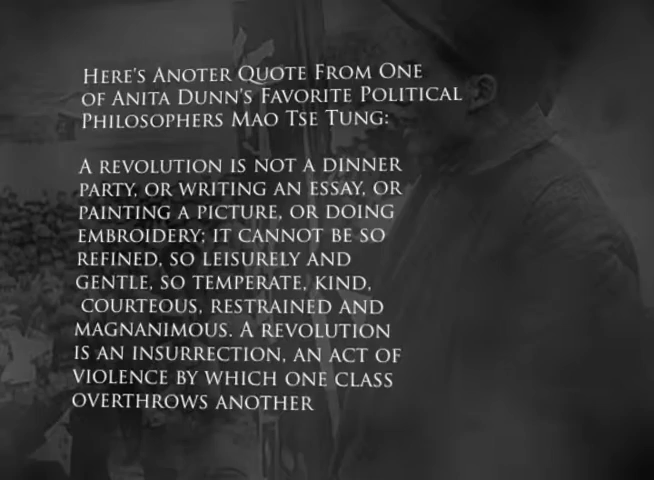 Here's Anoter Quote From One
of Anita Dunn's Favorite Political
Philosophers Mao Tse Tung:
A revolution is not a dinner
party, or writing an essay, or
painting a picture, or doing
embroidery; it cannot be so
refined, so leisurely and
gentle, so temperate, kind,
courteous, restrained and
magnanimous. A revolution
is an insurrection, an act of
violence by which one class
overthrows another